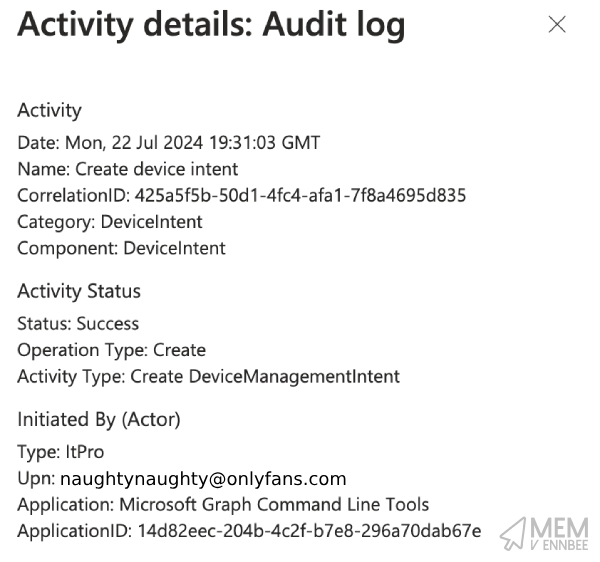 Activity details: Audit log
Activity
Date: Mon, 22 Jul 2024 19:31:03 GMT
Name: Create device intent
CorrelationID: 425a5f5b-50d1-4fc4-afa1-7f8a4695d835
Category: DeviceIntent
Component: DeviceIntent
Activity Status
Status: Success
Operation Type: Create
Activity Type: Create DeviceManagementIntent
Initiated By (Actor)
Type: ItPro
Upn: naughtynaughty@onlyfans.com
Application: Microsoft Graph Command Line Tools
ApplicationID: 14d82eec-204b-4c2f-b7e8-296a70dab67e
MEM
V ENNBEE